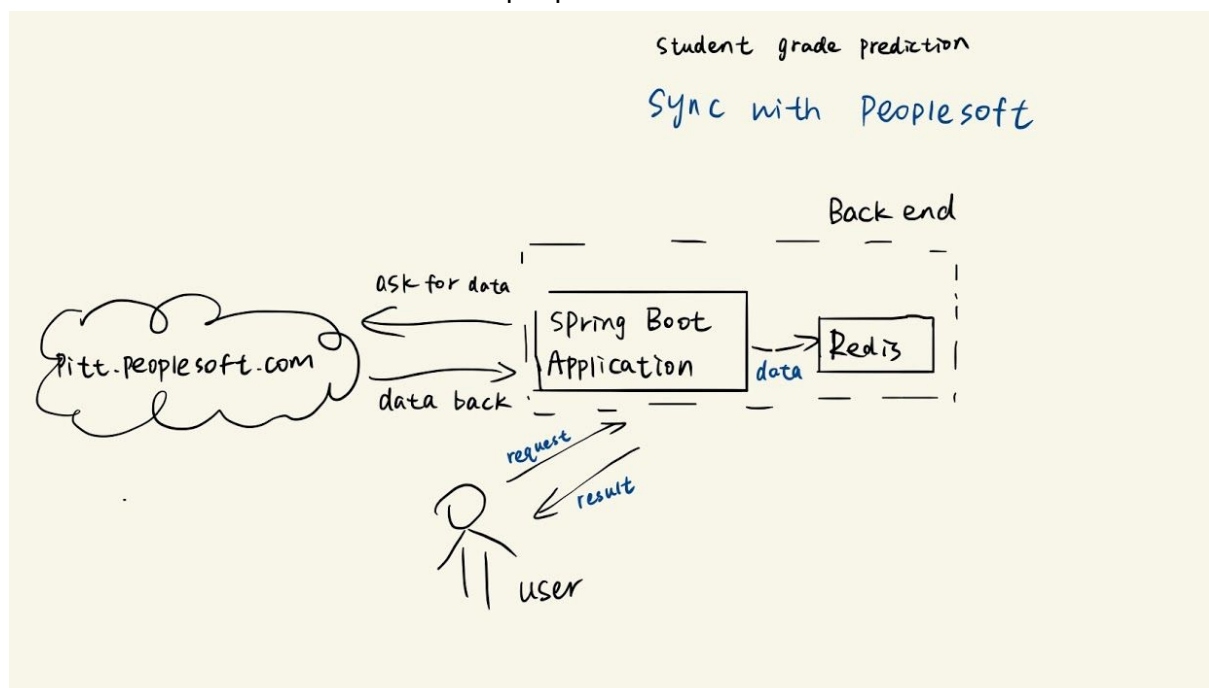 student grade prediction
Sync with Peoplesoft
Back end
ask for data
Spring Boot
Application
Redis
data
Pitt.peoplesoft.com
data back
request
result
user